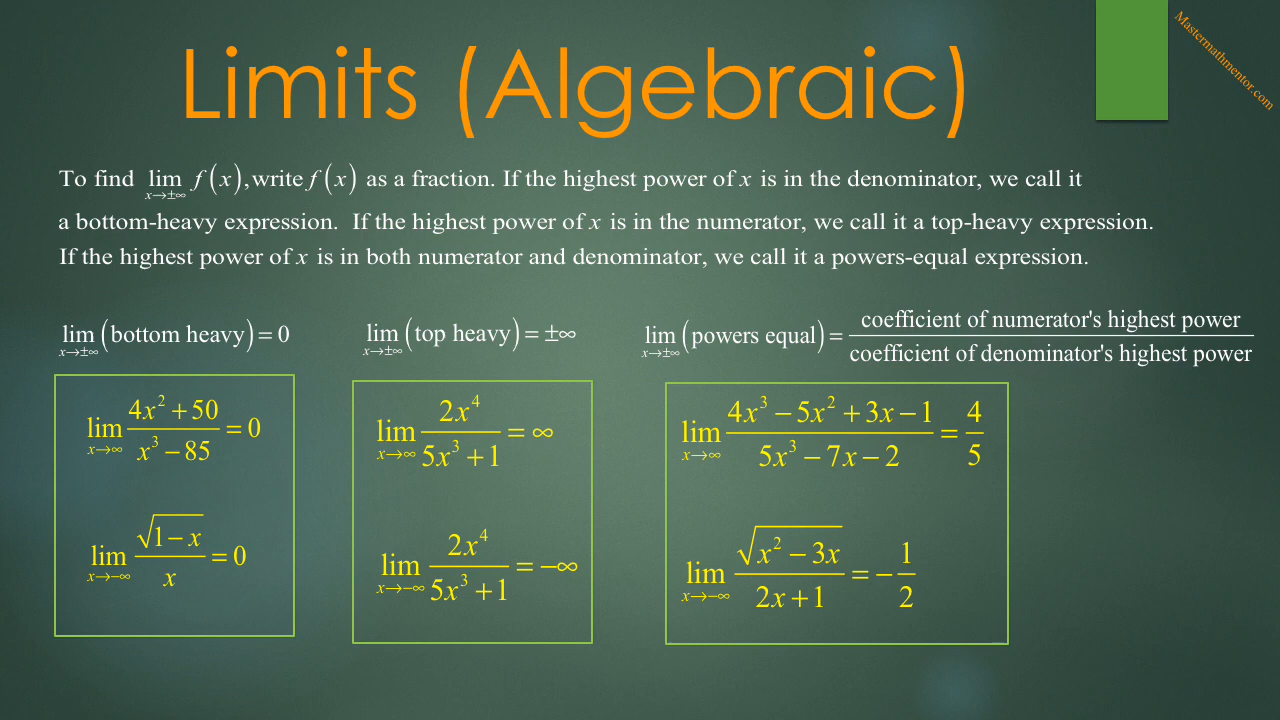 Limits (Algebraic)
Mastermathmentor.com
To find lim x→±∞ f(x), write f(x) as a fraction. If the highest power of x is in the denominator, we call it
a bottom-heavy expression. If the highest power of x is in the numerator, we call it a top-heavy expression.
If the highest power of x is in both numerator and denominator, we call it a powers-equal expression.
lim x→±∞ (bottom heavy) = 0
lim x→±∞ (top heavy) = ±∞
lim x→±∞ (powers equal) = coefficient of numerator's highest power / coefficient of denominator's highest power
lim x→∞ (4x² + 50)/(x³ − 85) = 0
lim x→−∞ √(1 − x)/x = 0
lim x→∞ 2x⁴/(5x³ + 1) = ∞
lim x→−∞ 2x⁴/(5x³ + 1) = −∞
lim x→∞ (4x³ − 5x² + 3x − 1)/(5x³ − 7x − 2) = 4/5
lim x→−∞ √(x² − 3x)/(2x + 1) = −1/2